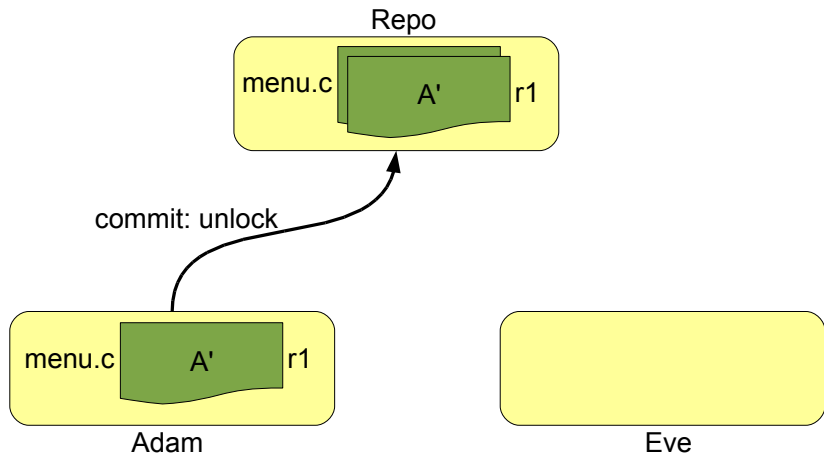 Repo
menu.c A' r1
commit: unlock
menu.c A' r1
Adam
Eve